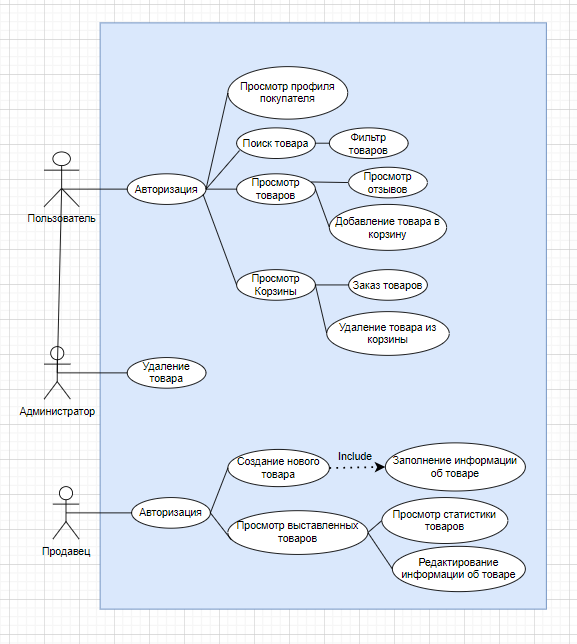 Просмотр профиля
покупателя
Поиск товара
Фильтр
товаров
Пользователь
Авторизация
Просмотр
товаров
Просмотр
отзывов
Добавление товара в
корзину
Просмотр
Корзины
Заказ товаров
Удаление товара из
корзины
Администратор
Удаление
товара
Создание нового
товара
Include
Заполнение информации
об товаре
Продавец
Авторизация
Просмотр выставленных
товаров
Просмотр статистики
товаров
Редактирование
информации об товаре